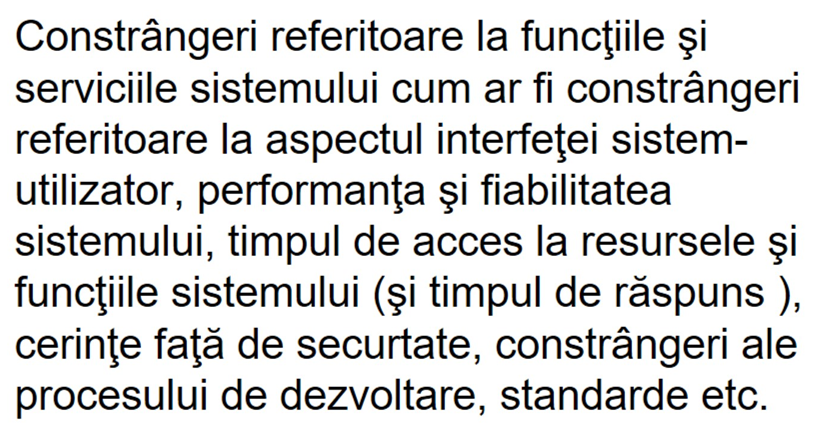 Constrângeri referitoare la funcţiile şi
serviciile sistemului cum ar fi constrângeri
referitoare la aspectul interfeţei sistem-
utilizator, performanţa şi fiabilitatea
sistemului, timpul de acces la resursele şi
funcţiile sistemului (şi timpul de răspuns ),
cerinţe faţă de securtate, constrângeri ale
procesului de dezvoltare, standarde etc.